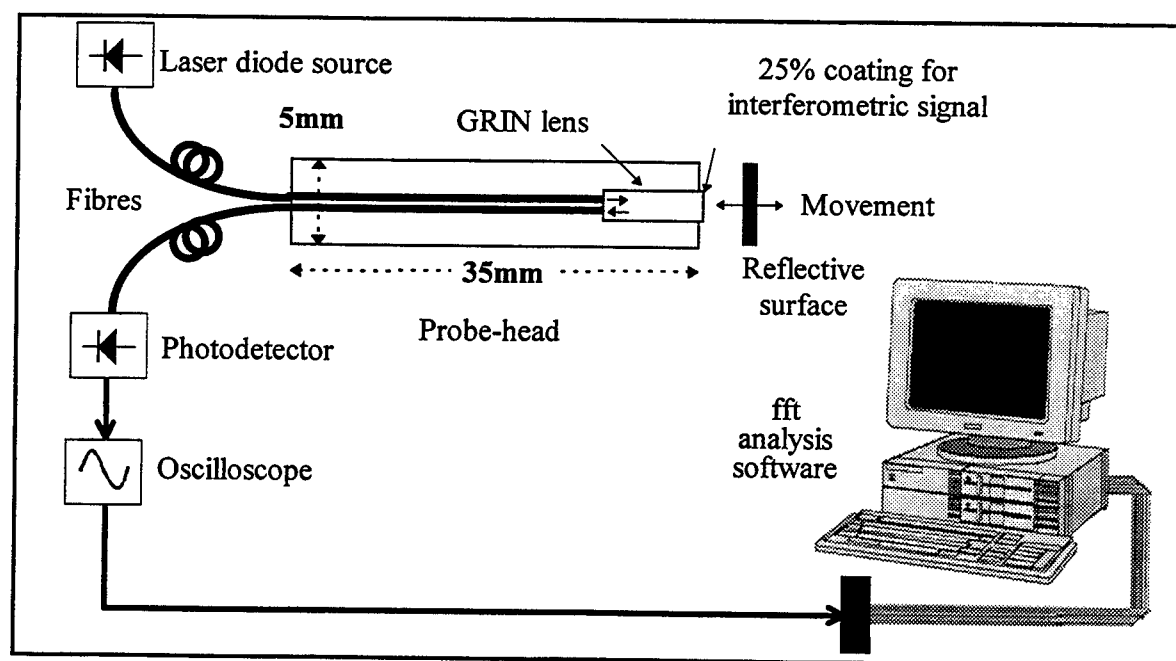 Laser diode source
25% coating for
interferometric signal
5mm
GRIN lens
Fibres
Movement
35mm
Reflective
surface
Probe-head
Photodetector
fft
analysis
software
Oscilloscope